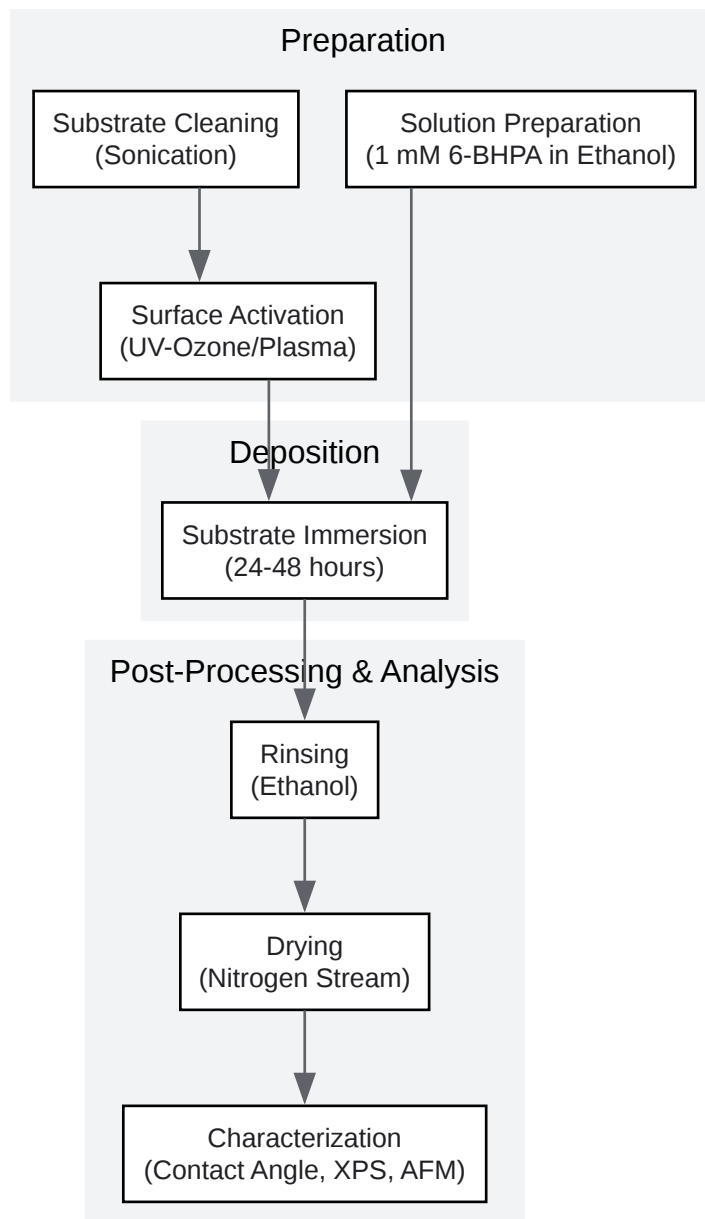 Preparation
Substrate Cleaning
(Sonication)
Solution Preparation
(1 mM 6-BHPA in Ethanol)
Surface Activation
(UV-Ozone/Plasma)
Deposition
Substrate Immersion
(24-48 hours)
Post-Processing & Analysis
Rinsing
(Ethanol)
Drying
(Nitrogen Stream)
Characterization
(Contact Angle, XPS, AFM)